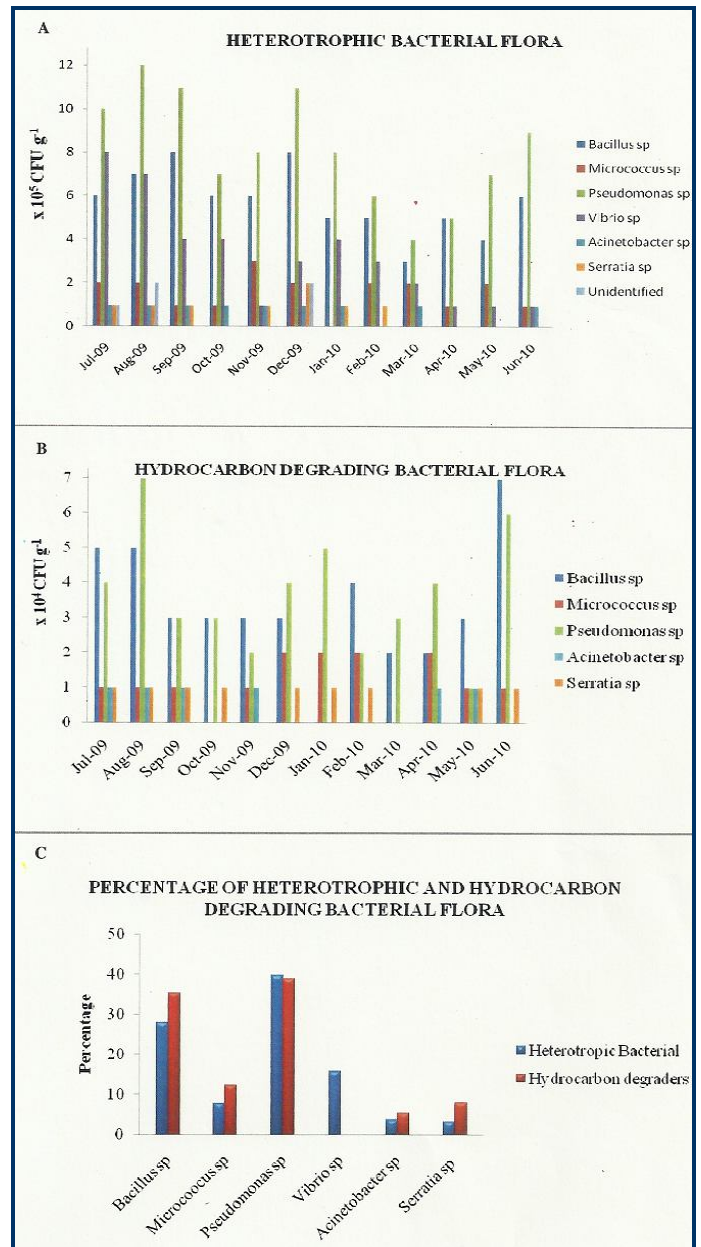 A
HETEROTROPHIC BACTERIAL FLORA
x 10⁵ CFU g⁻¹
12
10
8
6
4
2
0
Jul-09
Aug-09
Sep-09
Oct-09
Nov-09
Dec-09
Jan-10
Feb-10
Mar-10
Apr-10
May-10
Jun-10
Bacillus sp
Micrococcus sp
Pseudomonas sp
Vibrio sp
Acinetobacter sp
Serratia sp
Unidentified
B
HYDROCARBON DEGRADING BACTERIAL FLORA
x 10⁴ CFU g⁻¹
7
6
5
4
3
2
1
0
Jul-09
Aug-09
Sep-09
Oct-09
Nov-09
Dec-09
Jan-10
Feb-10
Mar-10
Apr-10
May-10
Jun-10
Bacillus sp
Micrococcus sp
Pseudomonas sp
Acinetobacter sp
Serratia sp
C
PERCENTAGE OF HETEROTROPHIC AND HYDROCARBON
DEGRADING BACTERIAL FLORA
Percentage
50
40
30
20
10
0
Bacillus sp
Micrococcus sp
Pseudomonas sp
Vibrio sp
Acinetobacter sp
Serratia sp
Heterotropic Bacterial
Hydrocarbon degraders